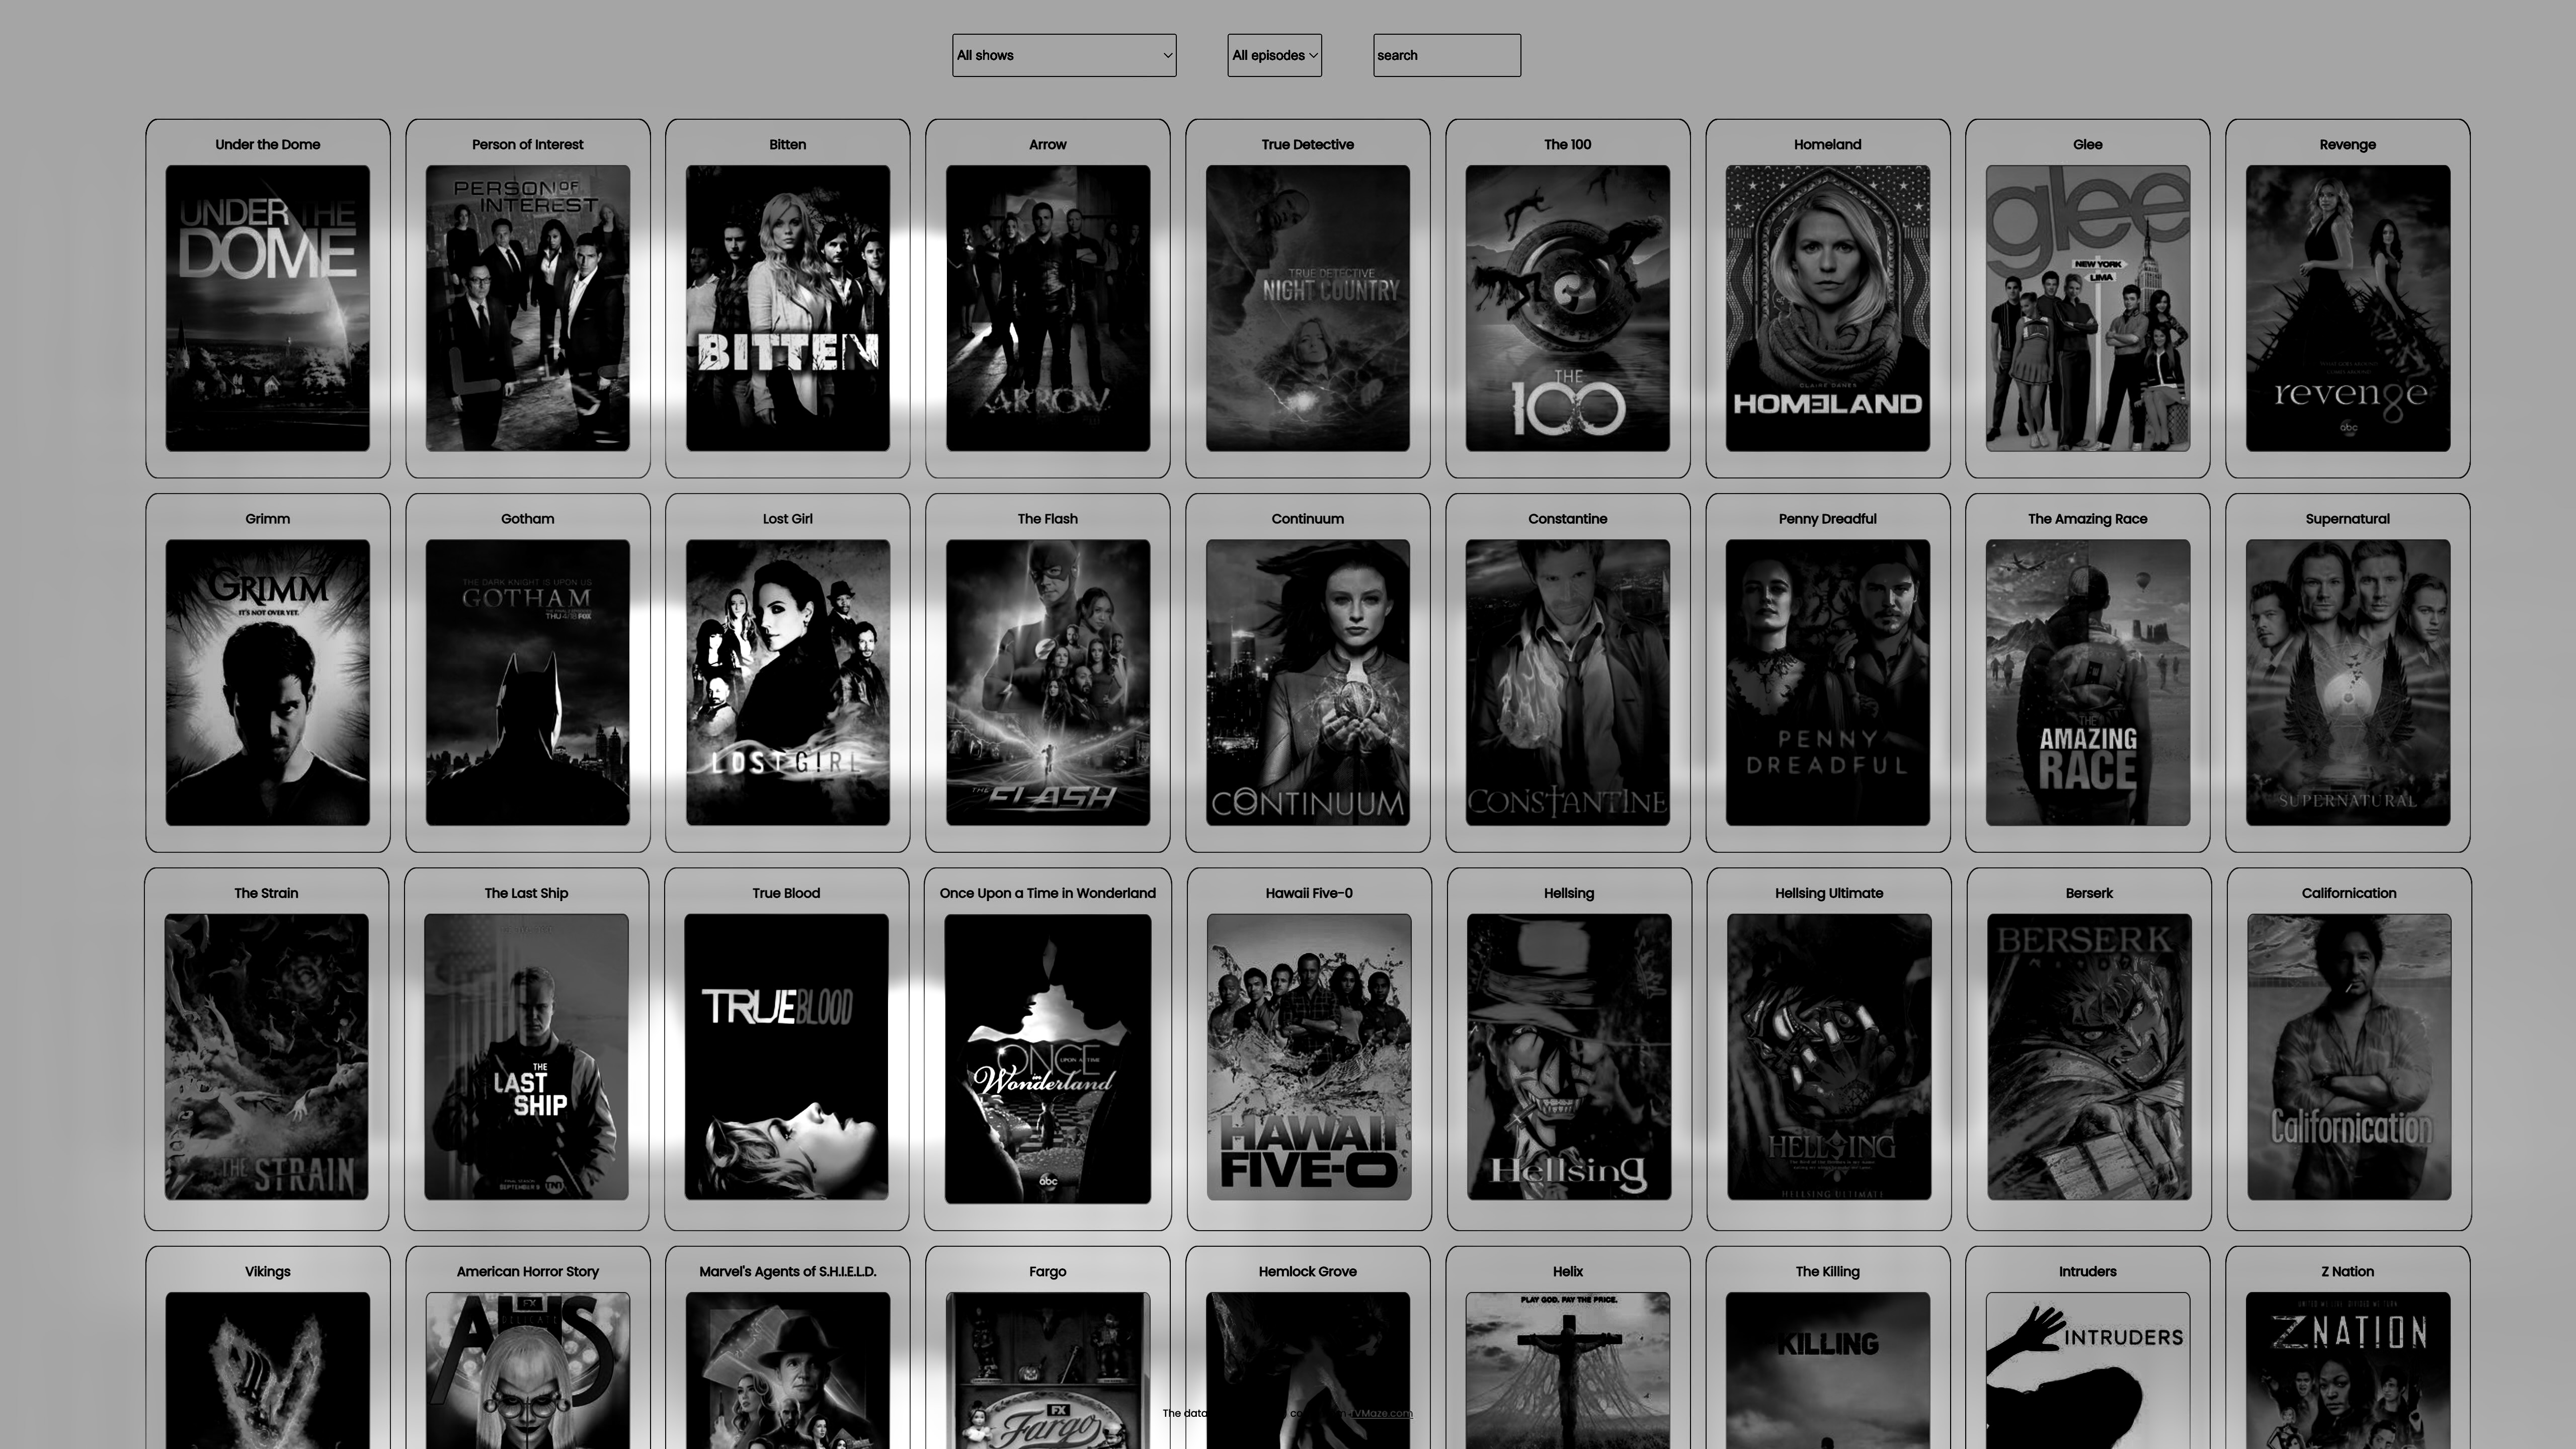 All shows
All episodes
search
Under the Dome
Person of Interest
Bitten
Arrow
True Detective
The 100
Homeland
Glee
Revenge
UNDER THE
DOME
PERSON OF
INTEREST
BITTEN
ARROW
TRUE DETECTIVE
NIGHT COUNTRY
THE
100
CLAIRE DANES
HOMELAND
glee
NEW YORK
LIMA
revenge
abc
Grimm
Gotham
Lost Girl
The Flash
Continuum
Constantine
Penny Dreadful
The Amazing Race
Supernatural
GRIMM
IT'S NOT OVER YET.
THE DARK KNIGHT IS UPON US
GOTHAM
THU 4/18 FOX
LOST GIRL
THE
FLASH
CONTINUUM
CONSTANTINE
PENNY
DREADFUL
THE
AMAZING
RACE
SUPERNATURAL
The Strain
The Last Ship
True Blood
Once Upon a Time in Wonderland
Hawaii Five-0
Hellsing
Hellsing Ultimate
Berserk
Californication
THE STRAIN
THE
LAST
SHIP
FINAL SEASON
SEPTEMBER 9
TNT
TRUEBLOOD
ONCE
UPON A TIME
in
Wonderland
abc
HAWAII
FIVE-O
Hellsing
HELLSING
HELLSING ULTIMATE
BERSERK
Californication
Vikings
American Horror Story
Marvel's Agents of S.H.I.E.L.D.
Fargo
Hemlock Grove
Helix
The Killing
Intruders
Z Nation
FX
AHS
DELICATE
FX
Fargo
PLAY GOD. PAY THE PRICE.
KILLING
INTRUDERS
Z NATION
The data
TVMaze.com